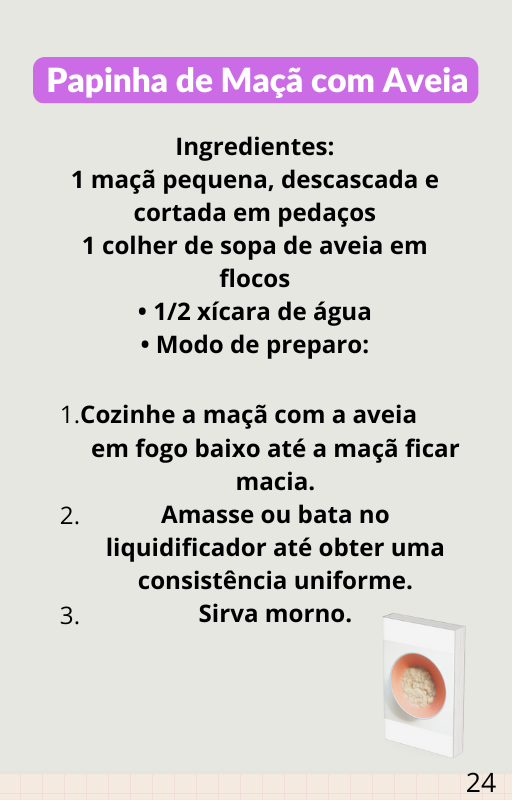 Papinha de Maçã com Aveia
Ingredientes:
1 maçã pequena, descascada e
cortada em pedaços
1 colher de sopa de aveia em
flocos
• 1/2 xícara de água
• Modo de preparo:
1.Cozinhe a maçã com a aveia
em fogo baixo até a maçã ficar
macia.
2. Amasse ou bata no
liquidificador até obter uma
consistência uniforme.
3. Sirva morno.
24